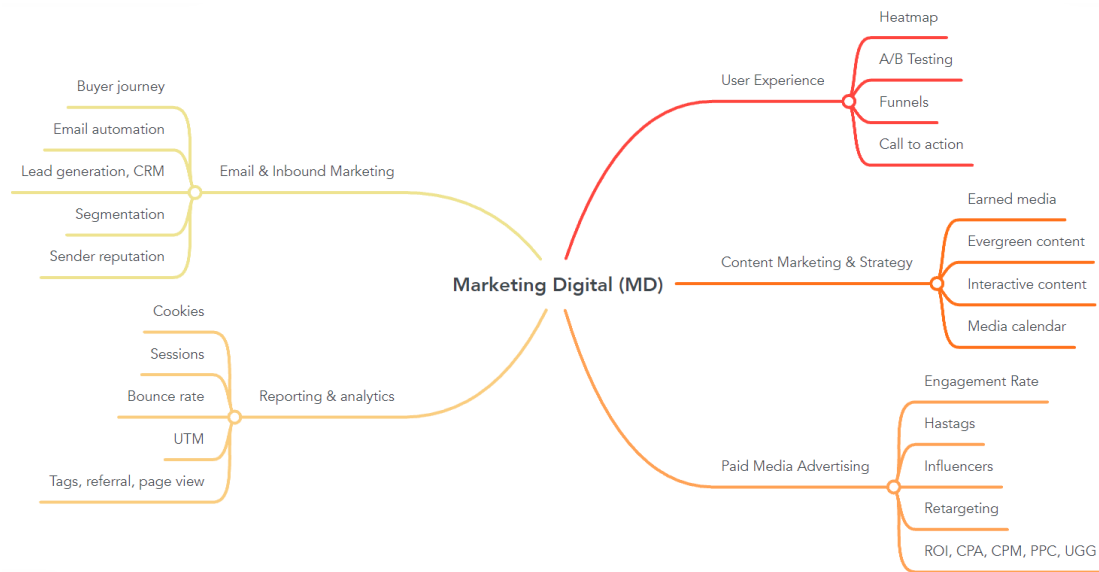 Marketing Digital (MD)
User Experience
Heatmap
A/B Testing
Funnels
Call to action
Content Marketing & Strategy
Earned media
Evergreen content
Interactive content
Media calendar
Paid Media Advertising
Engagement Rate
Hastags
Influencers
Retargeting
ROI, CPA, CPM, PPC, UGG
Email & Inbound Marketing
Buyer journey
Email automation
Lead generation, CRM
Segmentation
Sender reputation
Reporting & analytics
Cookies
Sessions
Bounce rate
UTM
Tags, referral, page view